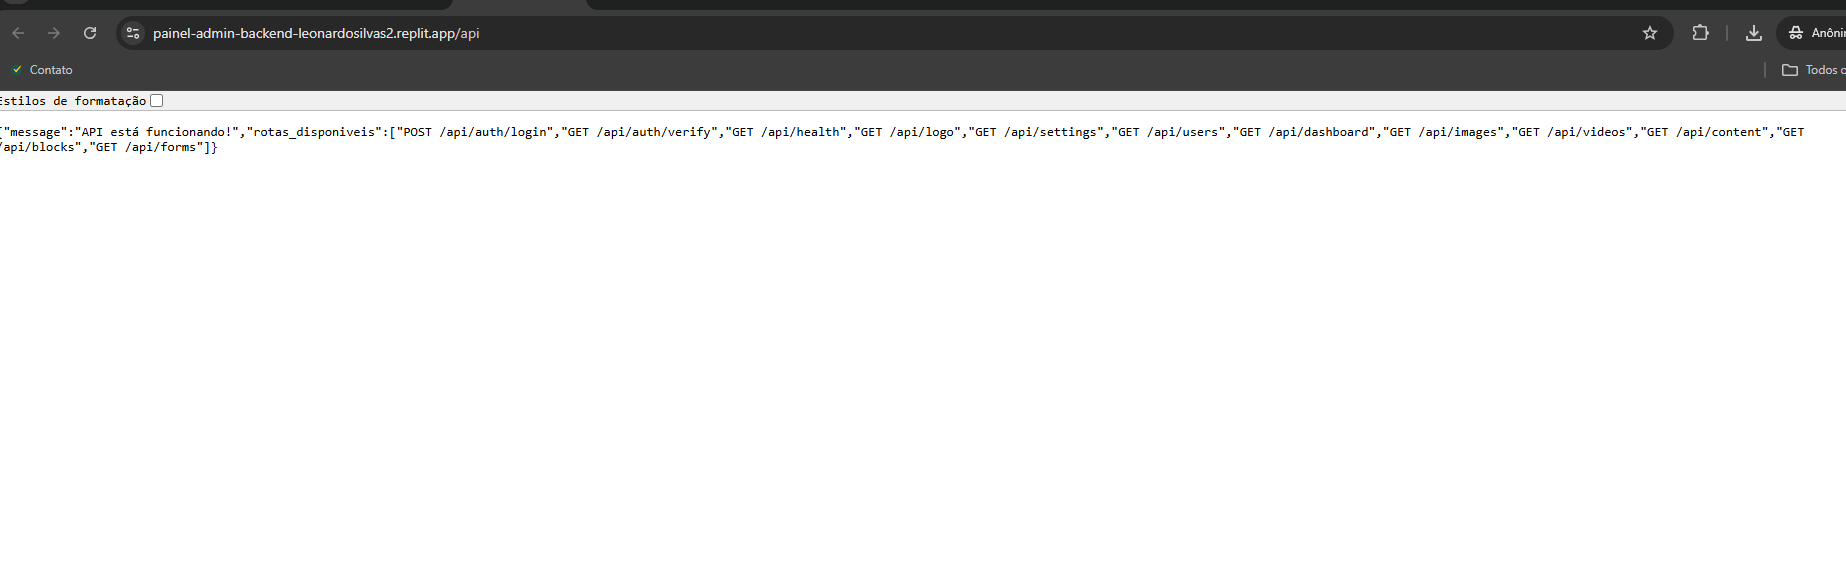 painel-admin-backend-leonardosilvas2.replit.app/api
Contato
Estilos de formatação
{"message":"API está funcionando!","rotas_disponiveis":["POST /api/auth/login","GET /api/auth/verify","GET /api/health","GET /api/logo","GET /api/settings","GET /api/users","GET /api/dashboard","GET /api/images","GET /api/videos","GET /api/content","GET
/api/blocks","GET /api/forms"]}